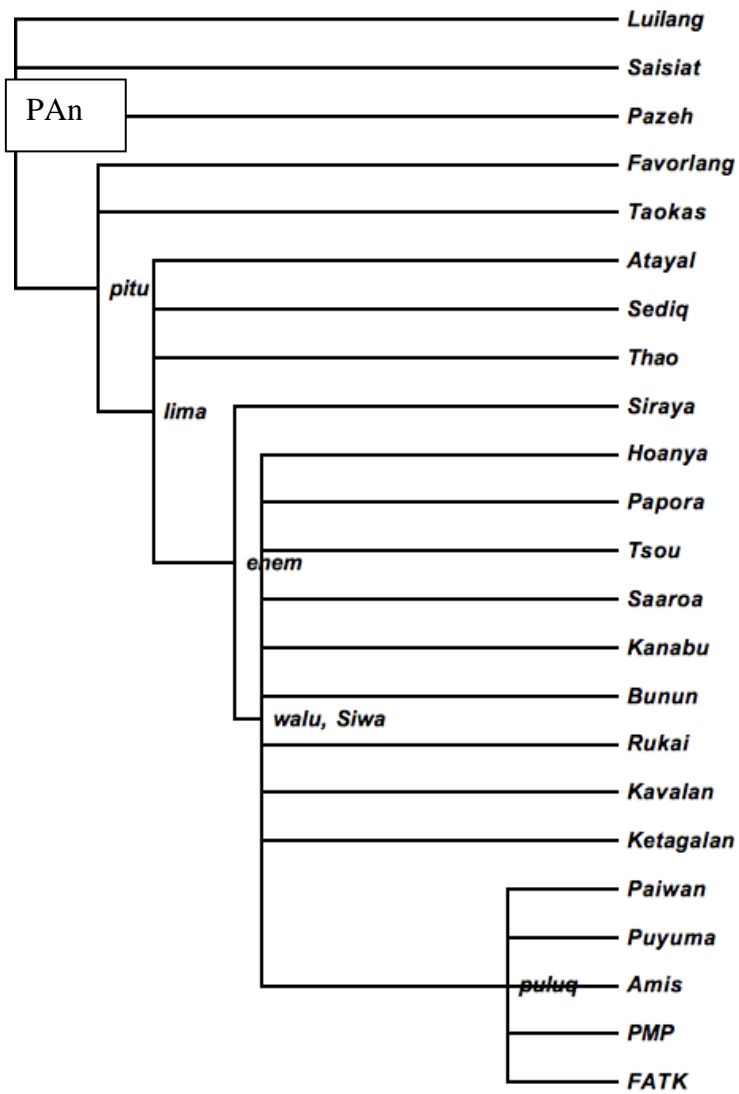 Luilang
Saisiat
PAn
Pazeh
Favorlang
Taokas
Atayal
pitu
Sediq
Thao
lima
Siraya
Hoanya
Papora
Tsou
enem
Saaroa
Kanabu
Bunun
walu, Siwa
Rukai
Kavalan
Ketagalan
Paiwan
Puyuma
puluq
Amis
PMP
FATK